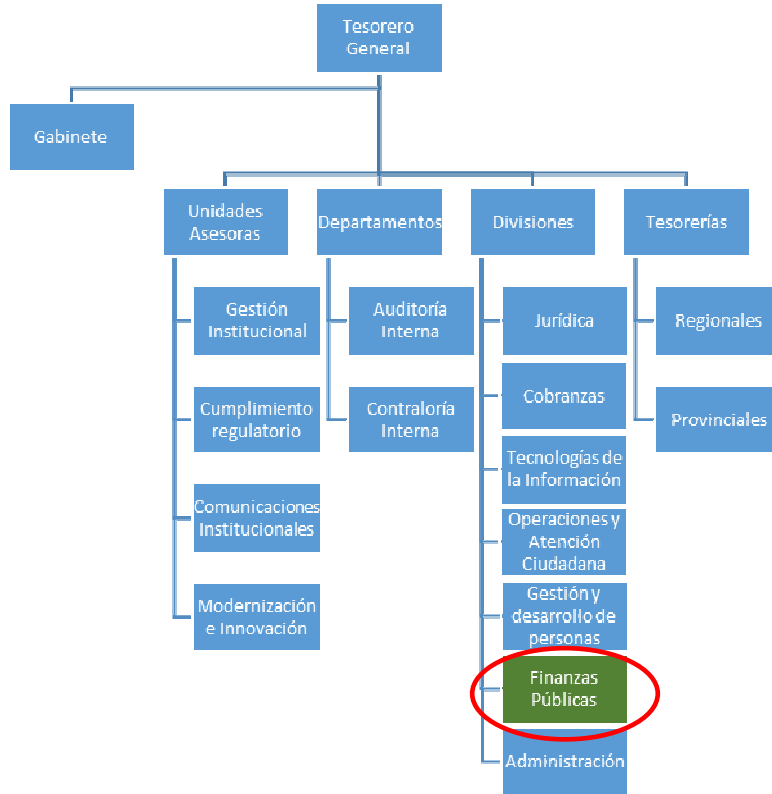 Tesorero
General
Gabinete
Unidades
Asesoras
Departamentos
Divisiones
Tesorerías
Gestión
Institucional
Cumplimiento
regulatorio
Comunicaciones
Institucionales
Modernización
e Innovación
Auditoría
Interna
Contraloría
Interna
Jurídica
Cobranzas
Tecnologías de
la Información
Operaciones y
Atención
Ciudadana
Gestión y
desarrollo de
personas
Finanzas
Públicas
Administración
Regionales
Provinciales